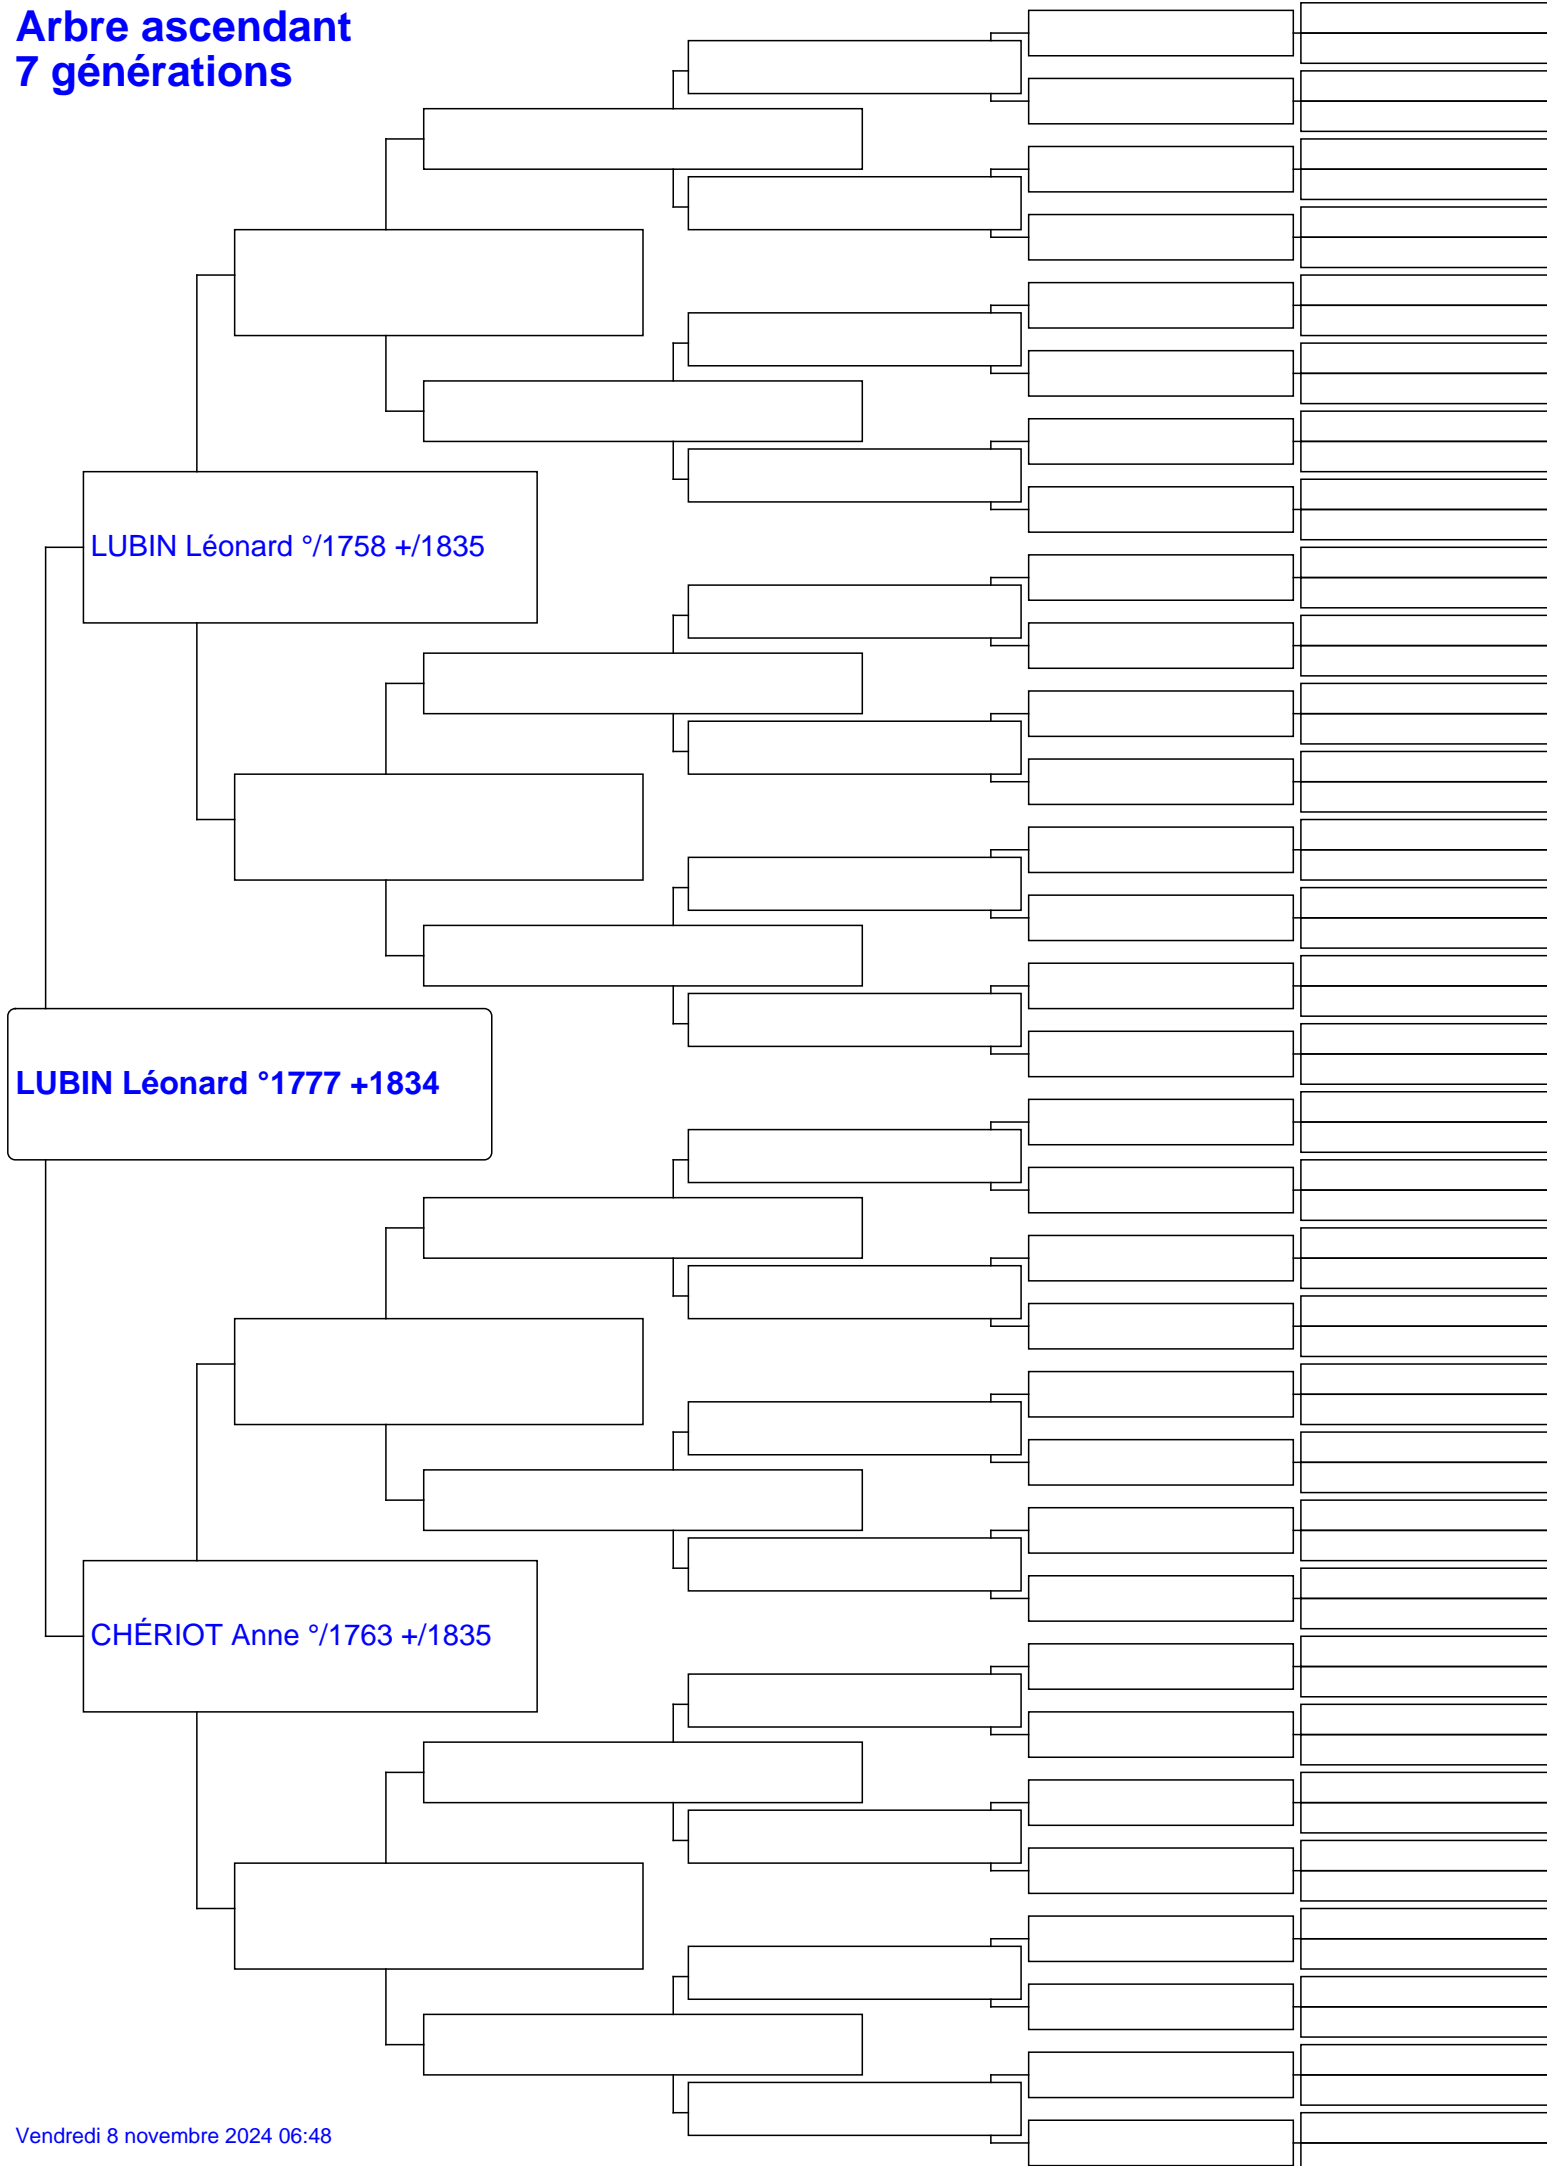 Arbre ascendant
7 générations
LUBIN Léonard °/1758 +/1835
LUBIN Léonard °1777 +1834
CHÉRIOT Anne °/1763 +/1835
Vendredi 8 novembre 2024 06:48